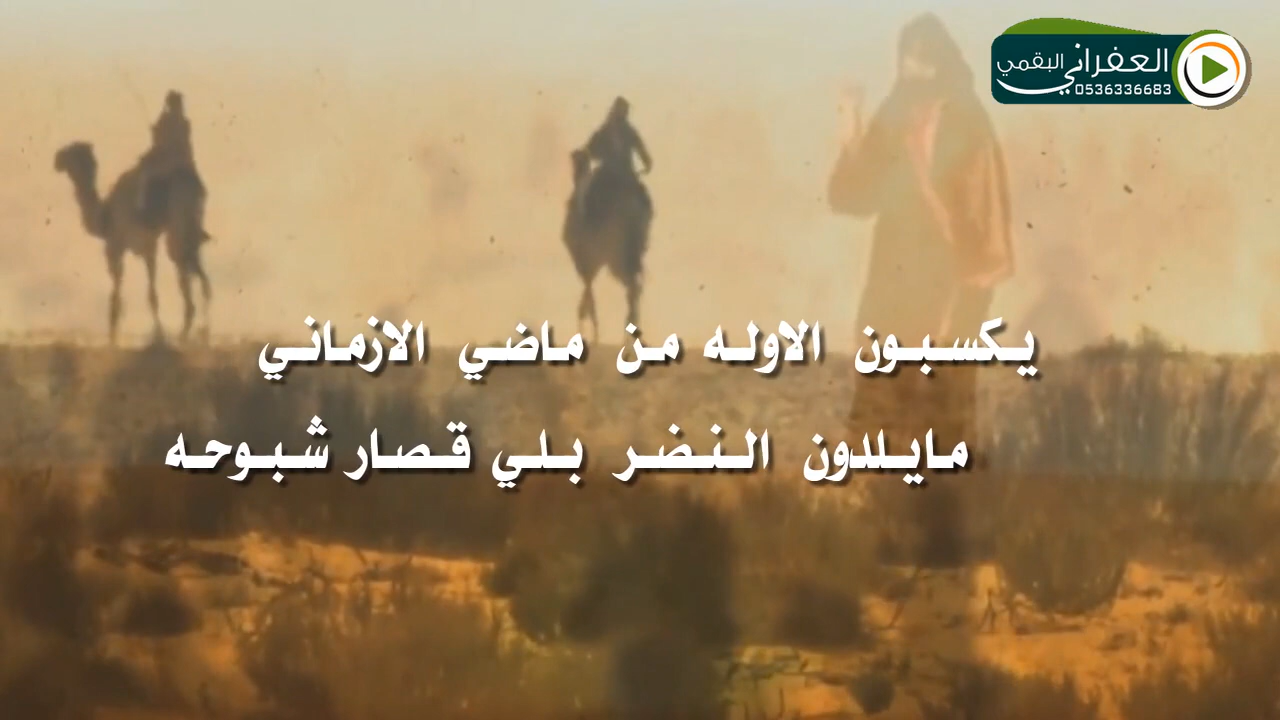 العفراني البقمي
0536336683
يكسبون الاوله من ماضي الازماني
مايلدون النضر بلي قصار شبوحه